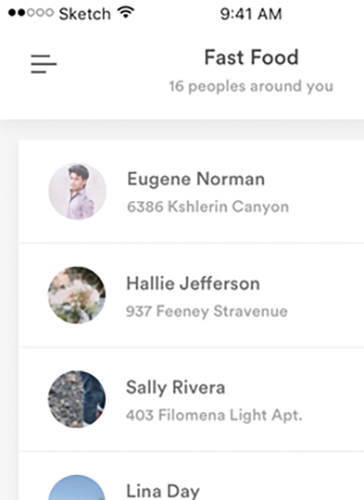 Sketch 9:41 AM
Fast Food
16 peoples around you
Eugene Norman
6386 Kshlerin Canyon
Hallie Jefferson
937 Feeney Stravenue
Sally Rivera
403 Filomena Light Apt.
Lina Day